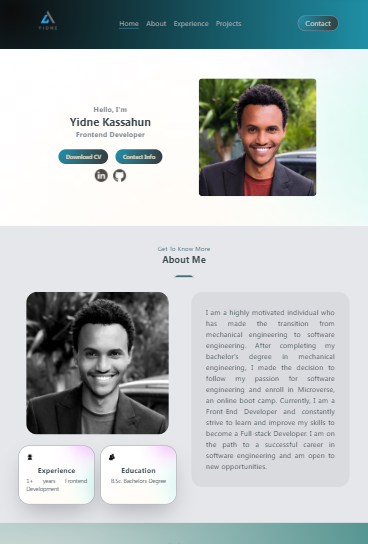 YIDNE
Home About Experience Projects
Contact
Hello, I'm
Yidne Kassahun
Frontend Developer
Download CV Contact Info
Get To Know More
About Me
I am a highly motivated individual who
has made the transition from
mechanical engineering to software
engineering. After completing my
bachelor's degree in mechanical
engineering, I made the decision to
follow my passion for software
engineering and enroll in Microverse,
an online boot camp. Currently, I am a
Front-End Developer and constantly
strive to learn and improve my skills to
become a Full stack Developer. I am on
the path to a successful career in
software engineering and am open to
new opportunities.
Experience
1+ years Frontend
Development
Education
B.Sc. Bachelors Degree